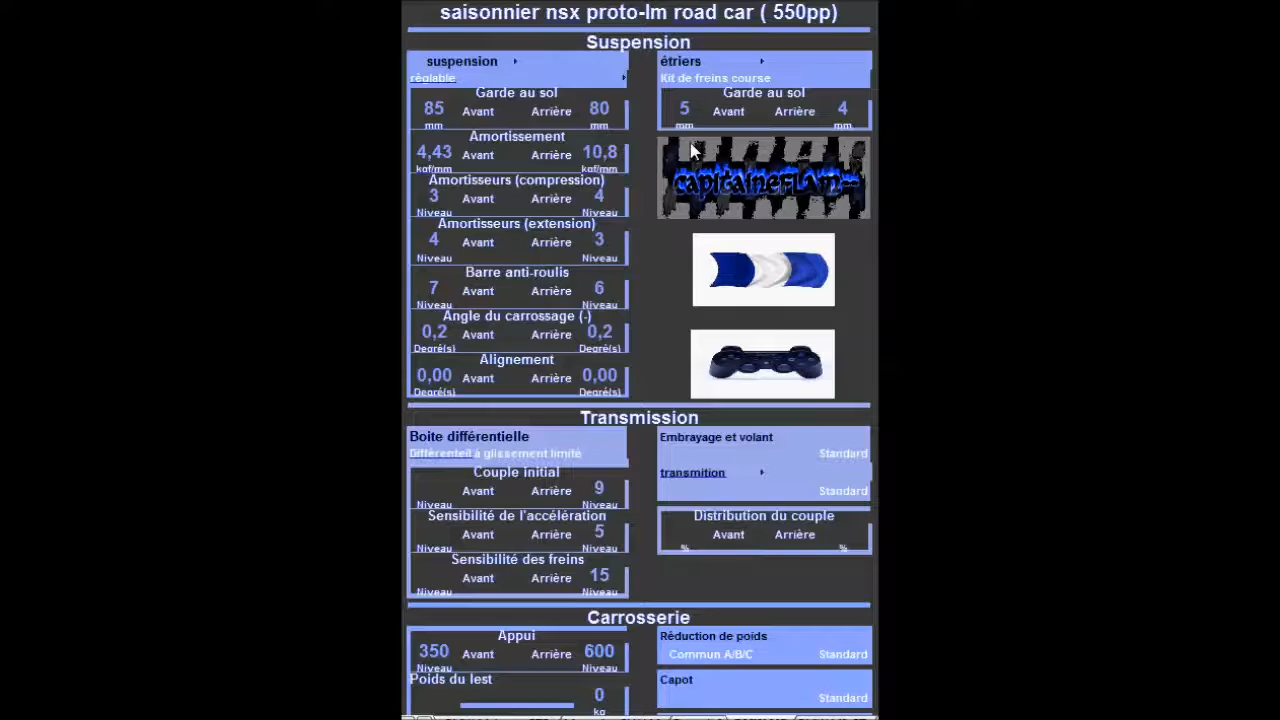 saisonnier nsx proto-lm road car ( 550pp)
Suspension
suspension
réglable
étriers
Kit de freins course
Garde au sol
85 Avant Arrière 80
mm mm
Garde au sol
5 Avant Arrière 4
mm mm
Amortissement
4,43 Avant Arrière 10,8
kgf/mm kgf/mm
Amortisseurs (compression)
3 Avant Arrière 4
Niveau Niveau
Amortisseurs (extension)
4 Avant Arrière 3
Niveau Niveau
Barre anti-roulis
7 Avant Arrière 6
Niveau Niveau
Angle du carrossage (-)
0,2 Avant Arrière 0,2
Degré(s) Degré(s)
Alignement
0,00 Avant Arrière 0,00
Degré(s) Degré(s)
capitaineFLAM
Transmission
Boite différentielle
Différentiel à glissement limité
Embrayage et volant
Standard
transmition
Standard
Couple initial
Avant Arrière 9
Niveau Niveau
Sensibilité de l'accélération
Avant Arrière 5
Niveau Niveau
Distribution du couple
Avant Arrière
% %
Sensibilité des freins
Avant Arrière 15
Niveau Niveau
Carrosserie
Appui
350 Avant Arrière 600
Niveau Niveau
Réduction de poids
Commun A/B/C Standard
Poids du lest
0
kg
Capot
Standard